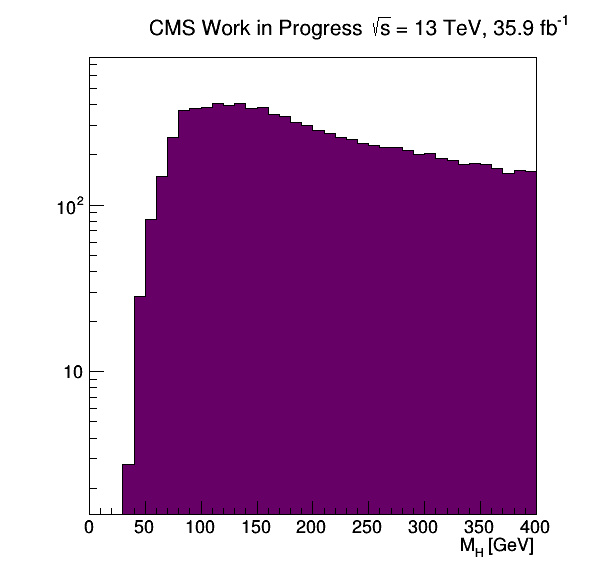 CMS Work in Progress √s = 13 TeV, 35.9 fb⁻¹
10²
10
0 50 100 150 200 250 300 350 400
M_H [GeV]